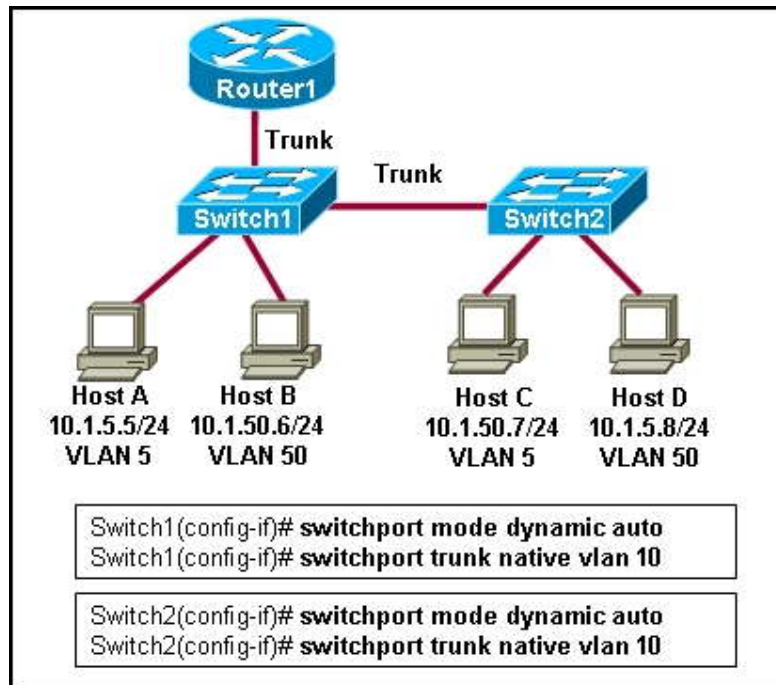 Router1
Trunk
Trunk
Switch1
Switch2
Host A
10.1.5.5/24
VLAN 5
Host B
10.1.50.6/24
VLAN 50
Host C
10.1.50.7/24
VLAN 5
Host D
10.1.5.8/24
VLAN 50
Switch1(config-if)# switchport mode dynamic auto
Switch1(config-if)# switchport trunk native vlan 10
Switch2(config-if)# switchport mode dynamic auto
Switch2(config-if)# switchport trunk native vlan 10